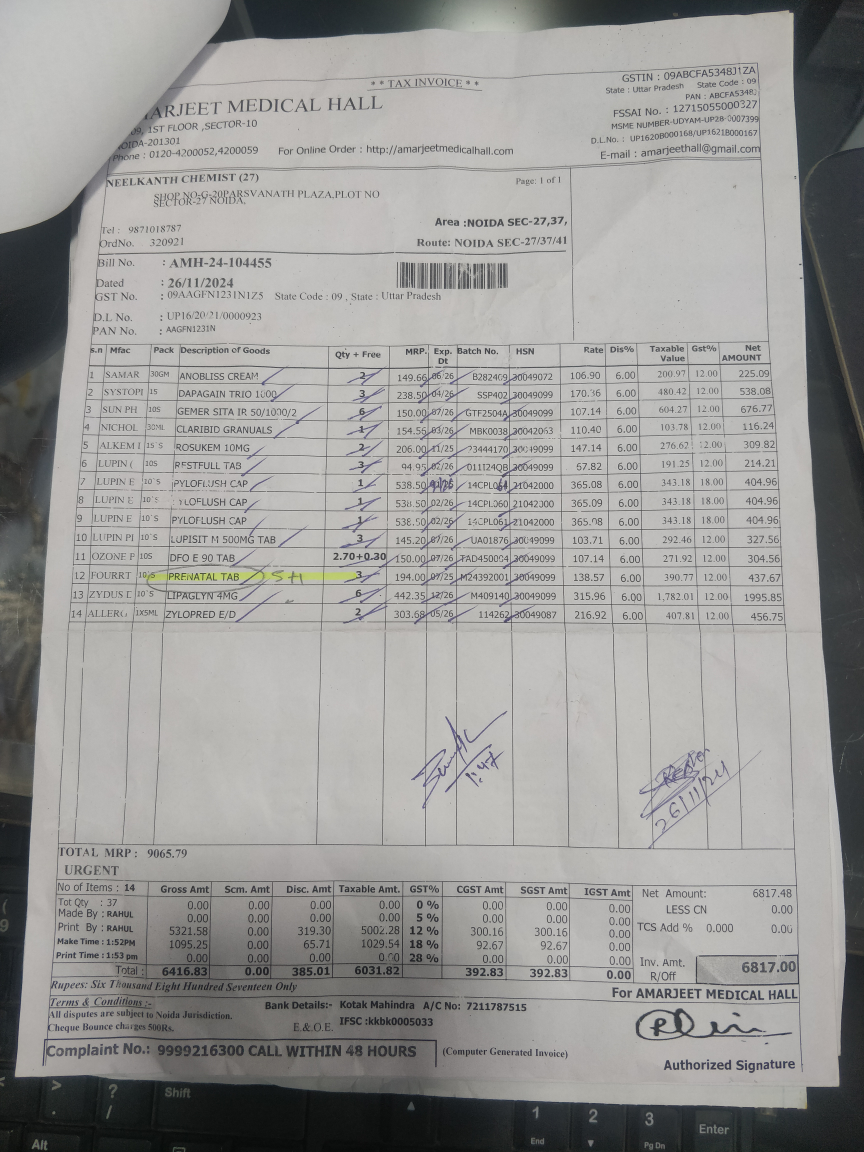 * * TAX INVOICE * *
ARJEET MEDICAL HALL
09, 1ST FLOOR ,SECTOR-10
NOIDA-201301
Phone : 0120-4200052,4200059 For Online Order : http://amarjeetmedicalhall.com
GSTIN : 09ABCFA5348J1ZA
State : Uttar Pradesh State Code : 09
PAN : ABCFA5348J
FSSAI No. : 12715055000327
MSME NUMBER-UDYAM-UP28-0007399
D.L.No. : UP1620B000168/UP1621B000167
E-mail : amarjeethall@gmail.com
NEELKANTH CHEMIST (27) Page: 1 of 1
SHOP NO-G-20PARSVANATH PLAZA,PLOT NO
SECTOR-27 NOIDA,
Tel : 9871018787 Area :NOIDA SEC-27,37,
OrdNo. 320921 Route: NOIDA SEC-27/37/41
Bill No. : AMH-24-104455
Dated : 26/11/2024
GST No. : 09AAGFN1231N1Z5 State Code : 09 , State : Uttar Pradesh
D.L No. : UP16/20/21/0000923
PAN No. : AAGFN1231N
s.n Mfac Pack Description of Goods Qty + Free MRP. Exp. Dt Batch No. HSN Rate Dis% Taxable Value Gst% Net AMOUNT
1 SAMAR 30GM ANOBLISS CREAM 2 149.66 06/26 B282409 30049072 106.90 6.00 200.97 12.00 225.09
2 SYSTOPI 1S DAPAGAIN TRIO 1000 3 238.50 04/26 SSP402 30049099 170.36 6.00 480.42 12.00 538.08
3 SUN PH 10S GEMER SITA IR 50/1000/2 6 150.00 07/26 GTF2504A 30049099 107.14 6.00 604.27 12.00 676.77
4 NICHOL 30ML CLARIBID GRANUALS 1 154.56 03/26 MBK0038 30042063 110.40 6.00 103.78 12.00 116.24
5 ALKEM I 15`S ROSUKEM 10MG 2 206.00 11/25 23444170 30049099 147.14 6.00 276.62 12.00 309.82
6 LUPIN ( 10S RESTFULL TAB 3 94.95 02/26 011124QB 30049099 67.82 6.00 191.25 12.00 214.21
7 LUPIN E 10`S PYLOFLUSH CAP 1 538.50 14CPL061 21042000 365.08 6.00 343.18 18.00 404.96
8 LUPIN E 10`S PYLOFLUSH CAP 1 538.50 02/26 14CPL060 21042000 365.09 6.00 343.18 18.00 404.96
9 LUPIN E 10`S PYLOFLUSH CAP 1 538.50 02/26 14CPL061 21042000 365.08 6.00 343.18 18.00 404.96
10 LUPIN PI 10`S LUPISIT M 500MG TAB 3 145.20 07/26 UA01876 30049099 103.71 6.00 292.46 12.00 327.56
11 OZONE P 10S DFO E 90 TAB 2.70+0.30 150.00 07/26 TAD450004 30049099 107.14 6.00 271.92 12.00 304.56
12 FOURRT 10`S PRENATAL TAB 3 194.00 07/25 M24392001 30049099 138.57 6.00 390.77 12.00 437.67
13 ZYDUS D 10`S LIPAGLYN 4MG 6 442.35 12/26 M409140 30049099 315.96 6.00 1,782.01 12.00 1995.85
14 ALLERG 1X5ML ZYLOPRED E/D 2 303.68 05/26 114262 30049087 216.92 6.00 407.81 12.00 456.75
26/11/24
TOTAL MRP : 9065.79
URGENT
No of Items : 14 Gross Amt Scm. Amt Disc. Amt Taxable Amt. GST% CGST Amt SGST Amt IGST Amt
Tot Qty : 37 0.00 0.00 0.00 0.00 0 % 0.00 0.00 0.00
Made By : RAHUL 0.00 0.00 0.00 0.00 5 % 0.00 0.00 0.00
Print By : RAHUL 5321.58 0.00 319.30 5002.28 12 % 300.16 300.16 0.00
Make Time : 1:52PM 1095.25 0.00 65.71 1029.54 18 % 92.67 92.67 0.00
Print Time : 1:53 pm 0.00 0.00 0.00 0.00 28 % 0.00 0.00 0.00
Total : 6416.83 0.00 385.01 6031.82 392.83 392.83 0.00
Net Amount: 6817.48
LESS CN 0.00
TCS Add % 0.000 0.00
Inv. Amt. R/Off 6817.00
Rupees: Six Thousand Eight Hundred Seventeen Only
Terms & Conditions :-
All disputes are subject to Noida Jurisdiction.
Cheque Bounce charges 500Rs. E.& O.E.
Bank Details:- Kotak Mahindra A/C No: 7211787515
IFSC :kkbk0005033
For AMARJEET MEDICAL HALL
Complaint No.: 9999216300 CALL WITHIN 48 HOURS (Computer Generated Invoice)
Authorized Signature
> . ? / Shift 1 End 2 3 Pg Dn Enter
Alt